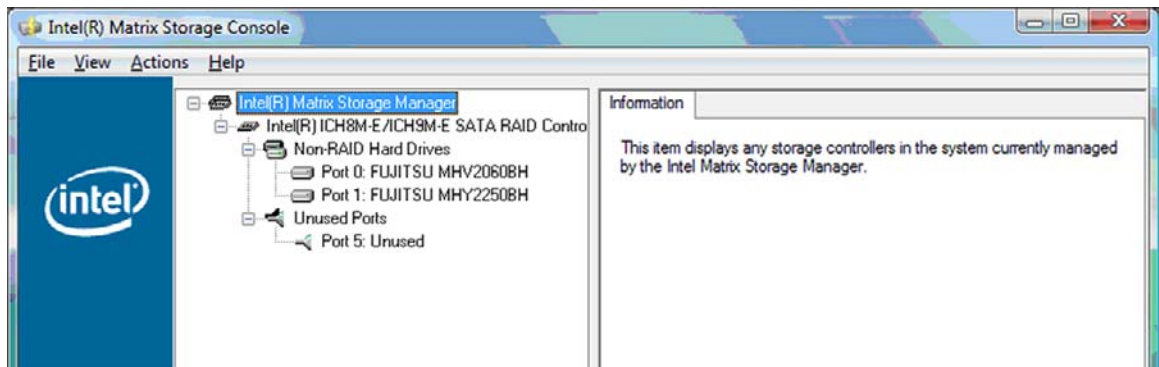 Intel(R) Matrix Storage Console
File View Actions Help
intel
Intel(R) Matrix Storage Manager
Intel(R) ICH8M-E/ICH9M-E SATA RAID Contro
Non-RAID Hard Drives
Port 0: FUJITSU MHV2060BH
Port 1: FUJITSU MHY2250BH
Unused Ports
Port 5: Unused
Information
This item displays any storage controllers in the system currently managed
by the Intel Matrix Storage Manager.